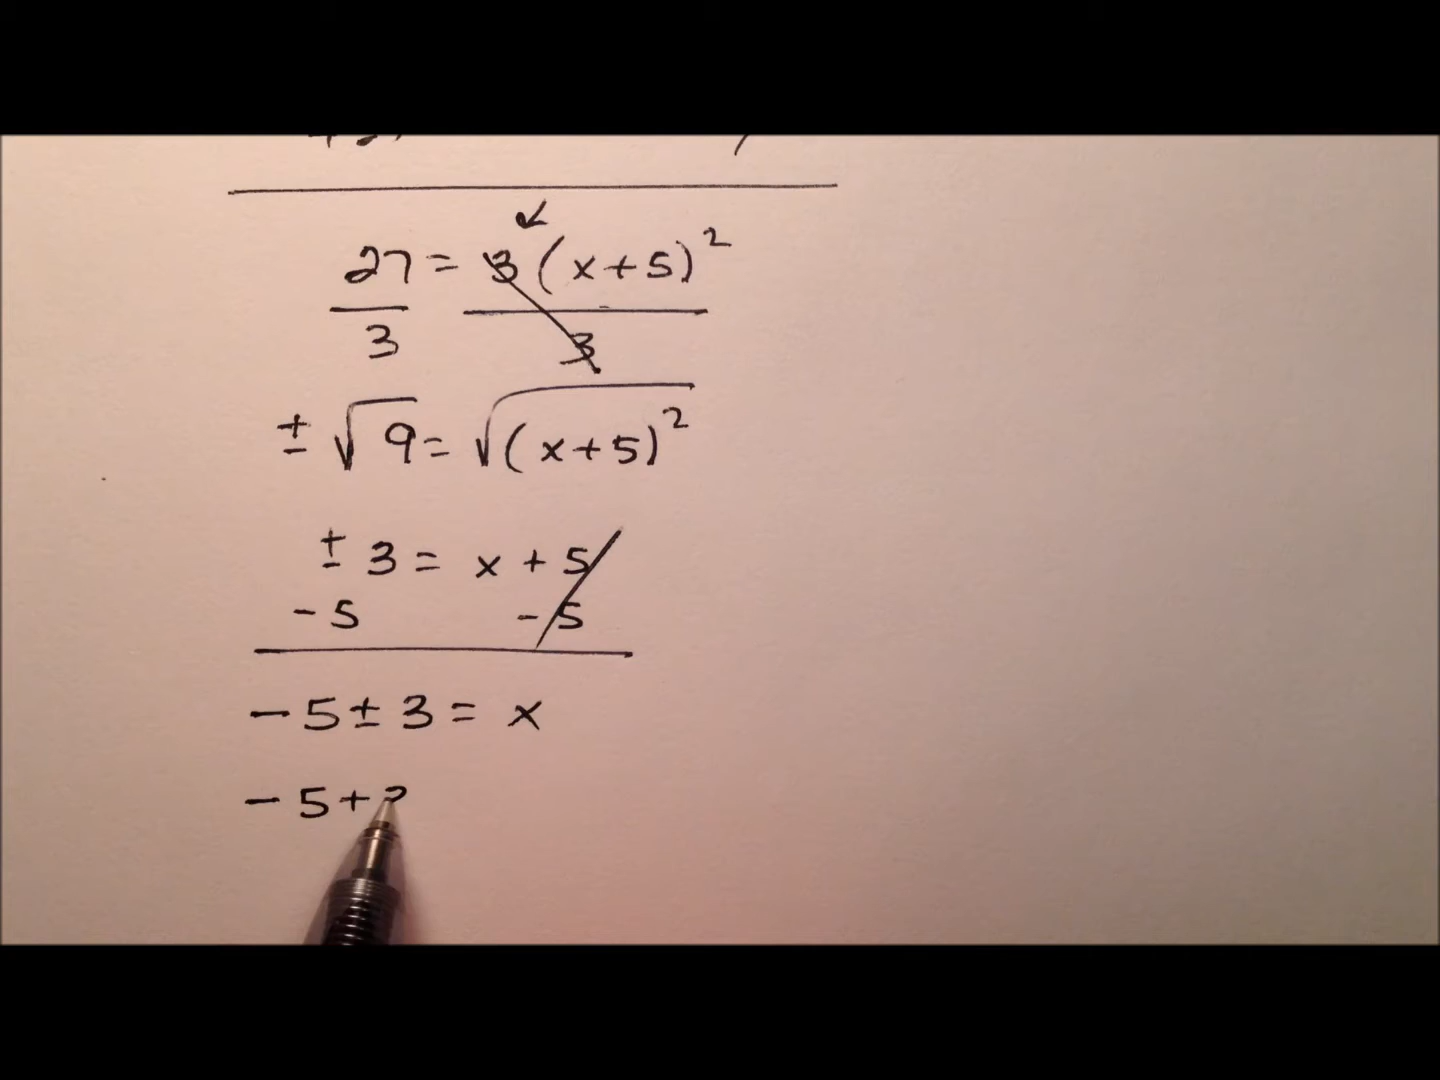 27 = 3 (x+5)²
3 3
± √9 = √(x+5)²
± 3 = x + 5
- 5 - 5
- 5 ± 3 = x
- 5 +